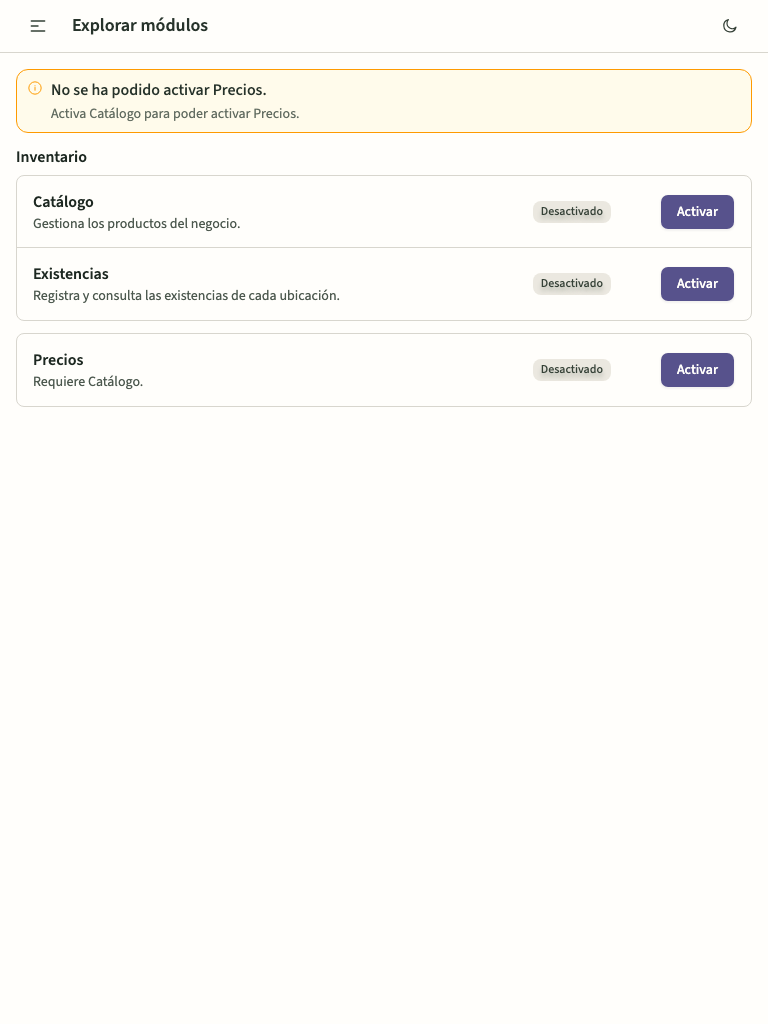 Explorar módulos
No se ha podido activar Precios.
Activa Catálogo para poder activar Precios.
Inventario
Catálogo
Gestiona los productos del negocio.
Desactivado
Activar
Existencias
Registra y consulta las existencias de cada ubicación.
Desactivado
Activar
Precios
Requiere Catálogo.
Desactivado
Activar